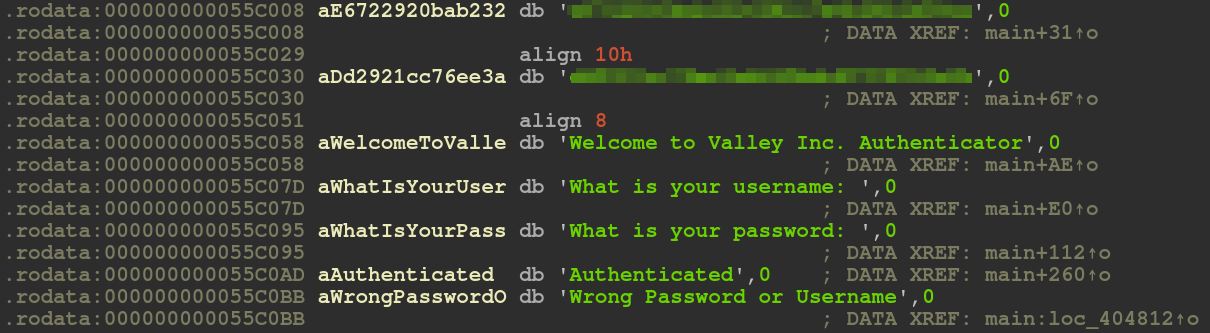 .rodata:000000000055C008 aE6722920bab232 db '',0
.rodata:000000000055C008 ; DATA XREF: main+31↑o
.rodata:000000000055C029 align 10h
.rodata:000000000055C030 aDd2921cc76ee3a db '',0
.rodata:000000000055C030 ; DATA XREF: main+6F↑o
.rodata:000000000055C051 align 8
.rodata:000000000055C058 aWelcomeToValle db 'Welcome to Valley Inc. Authenticator',0
.rodata:000000000055C058 ; DATA XREF: main+AE↑o
.rodata:000000000055C07D aWhatIsYourUser db 'What is your username: ',0
.rodata:000000000055C07D ; DATA XREF: main+E0↑o
.rodata:000000000055C095 aWhatIsYourPass db 'What is your password: ',0
.rodata:000000000055C095 ; DATA XREF: main+112↑o
.rodata:000000000055C0AD aAuthenticated db 'Authenticated',0 ; DATA XREF: main+260↑o
.rodata:000000000055C0BB aWrongPasswordO db 'Wrong Password or Username',0
.rodata:000000000055C0BB ; DATA XREF: main:loc_404812↑o